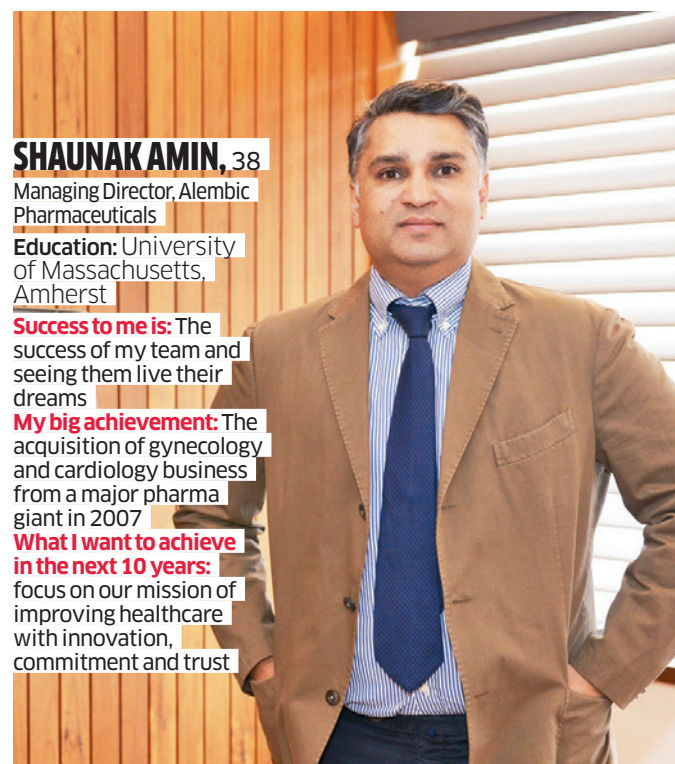 SHAUNAK AMIN, 38
Managing Director, Alembic
Pharmaceuticals
Education: University
of Massachusetts,
Amherst
Success to me is: The
success of my team and
seeing them live their
dreams
My big achievement: The
acquisition of gynecology
and cardiology business
from a major pharma
giant in 2007
What I want to achieve
in the next 10 years:
focus on our mission of
improving healthcare
with innovation,
commitment and trust